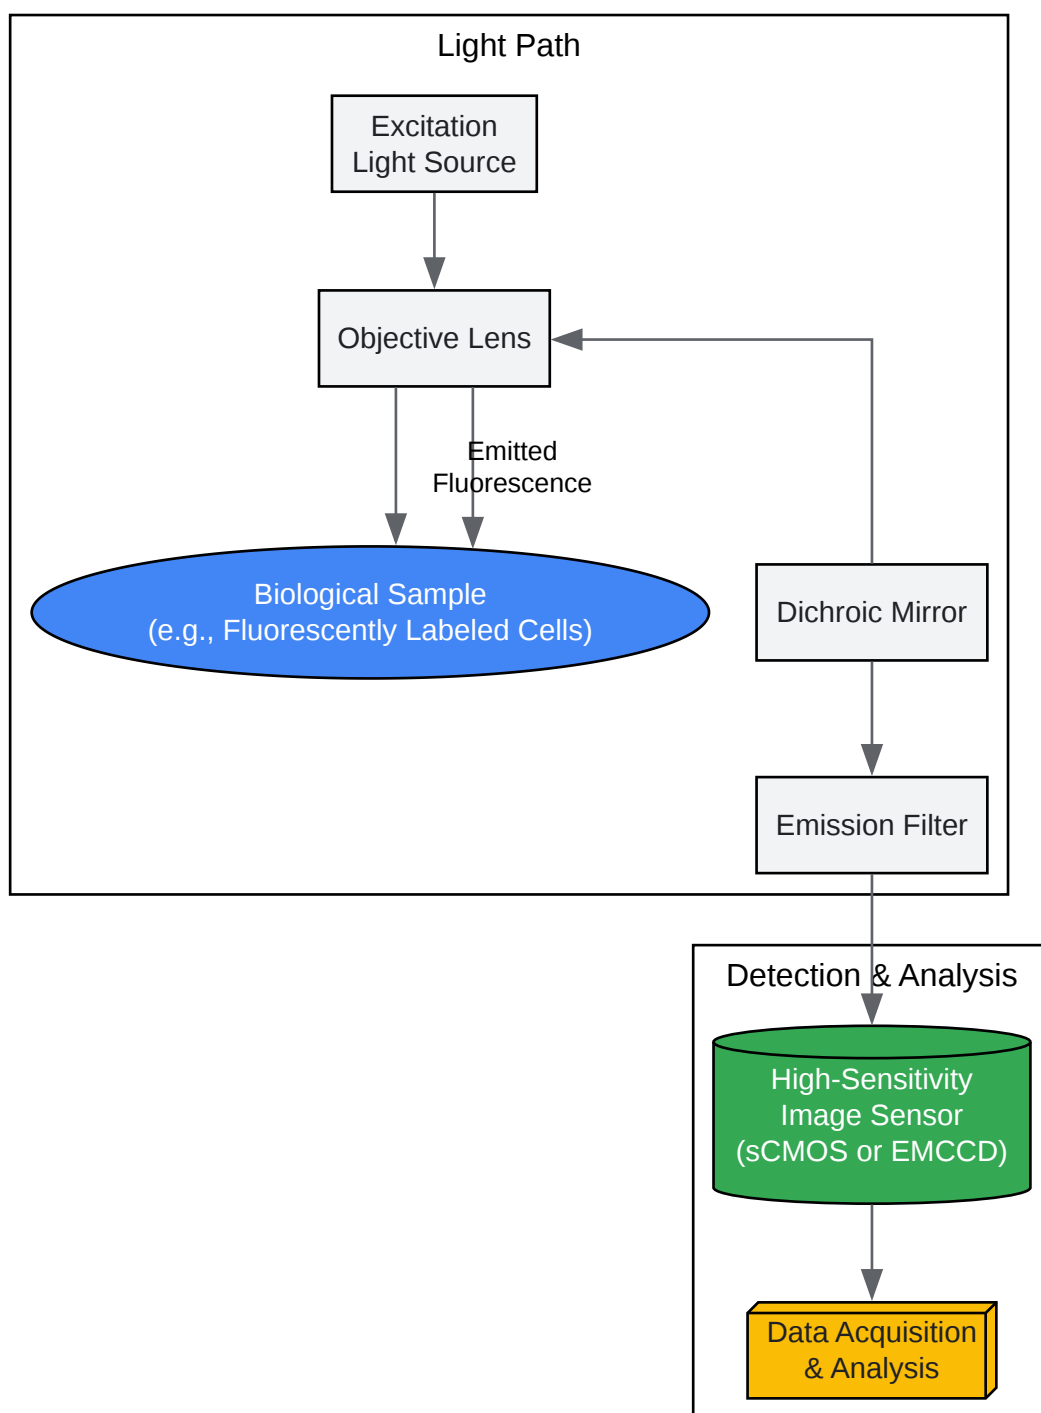 Light Path
Excitation
Light Source
Objective Lens
Emitted
Fluorescence
Biological Sample
(e.g., Fluorescently Labeled Cells)
Dichroic Mirror
Emission Filter
Detection & Analysis
High-Sensitivity
Image Sensor
(sCMOS or EMCCD)
Data Acquisition
& Analysis